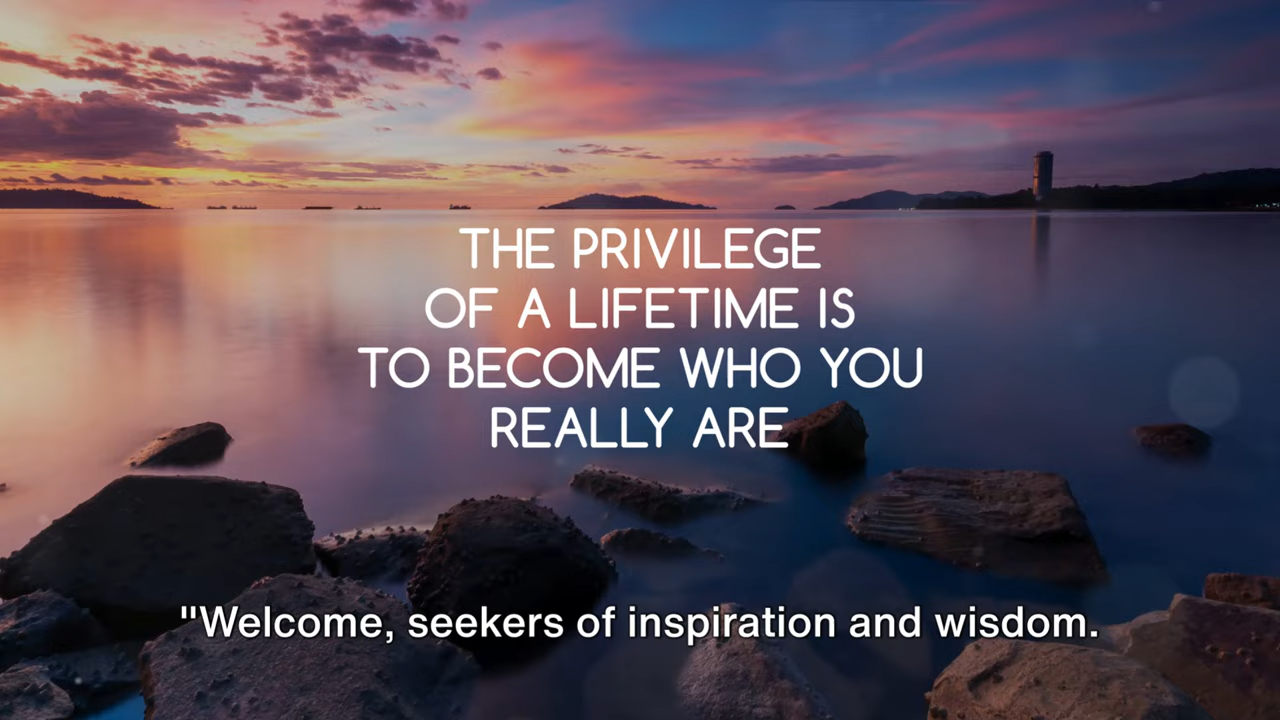 THE PRIVILEGE
OF A LIFETIME IS
TO BECOME WHO YOU
REALLY ARE
"Welcome, seekers of inspiration and wisdom.